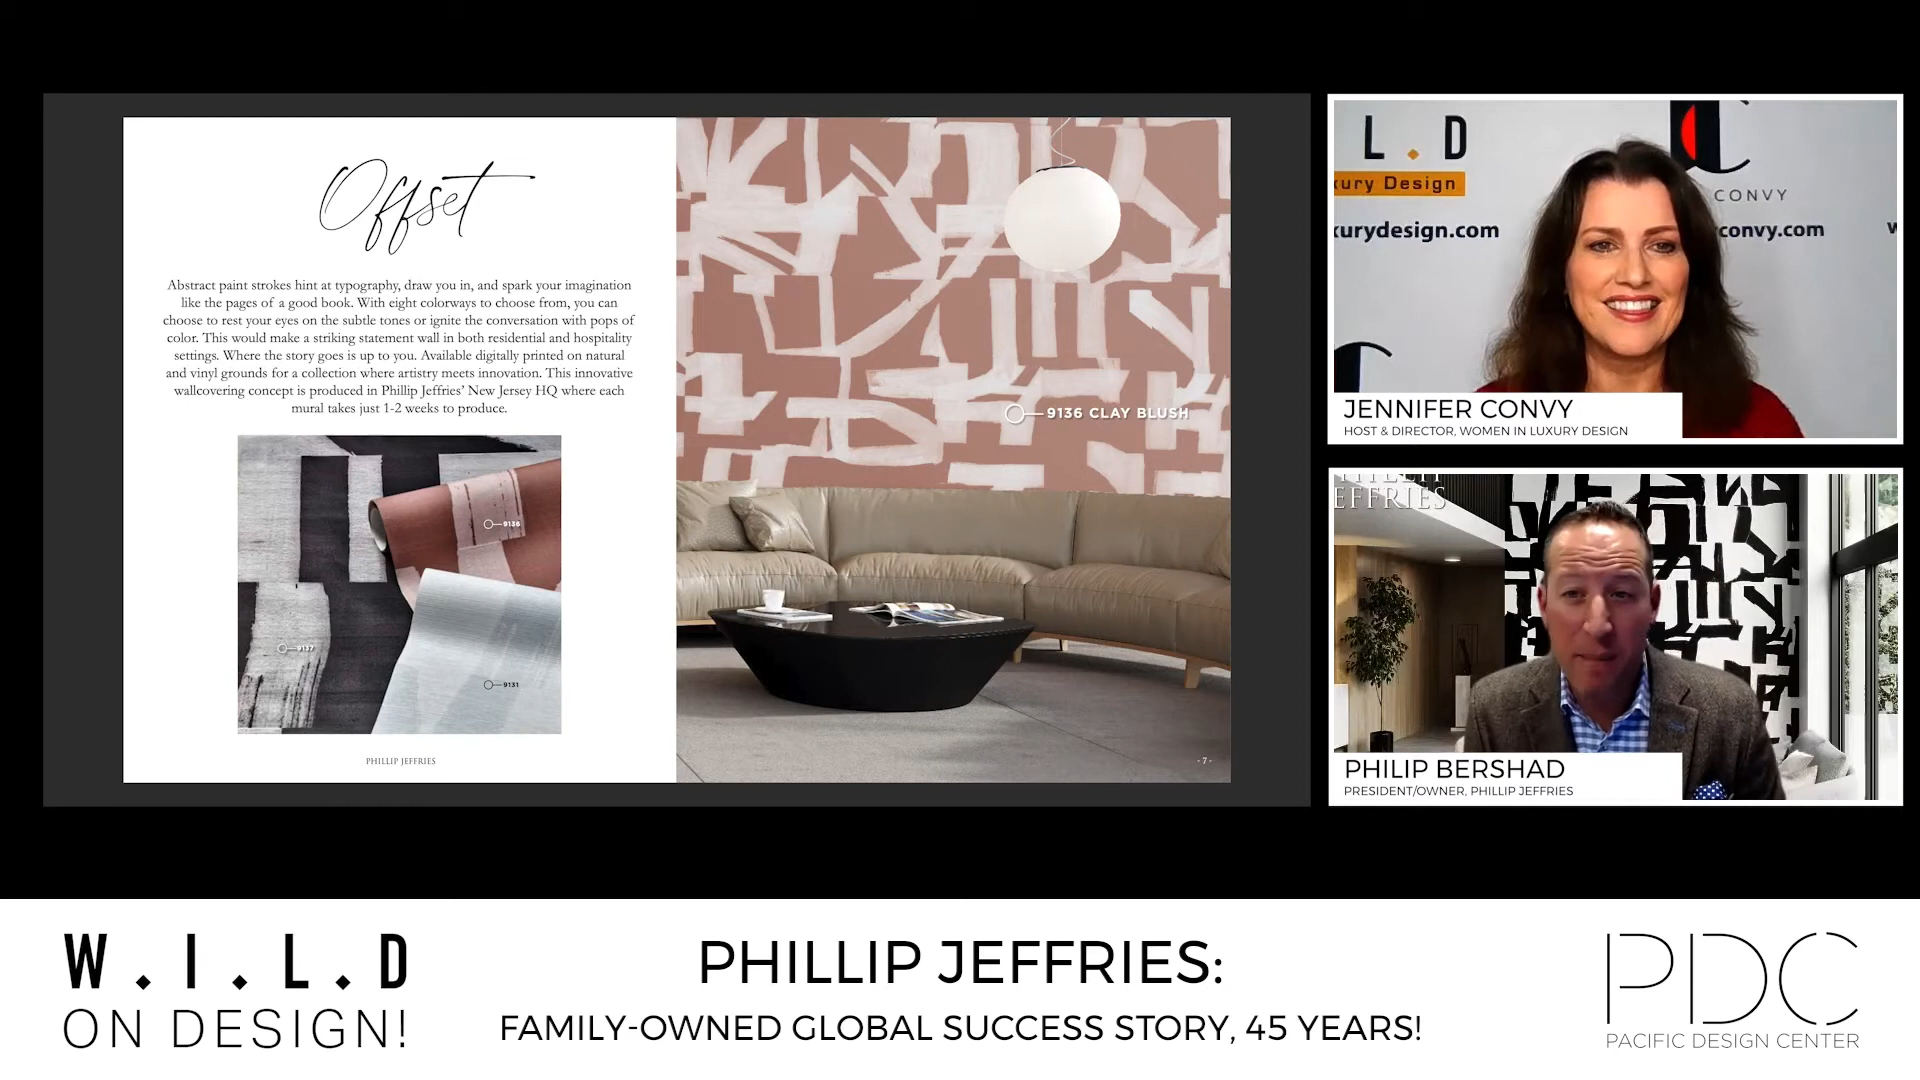 Offset
Abstract paint strokes hint at typography, draw you in, and spark your imagination
like the pages of a good book. With eight colorways to choose from, you can
choose to rest your eyes on the subtle tones or ignite the conversation with pops of
color. This would make a striking statement wall in both residential and hospitality
settings. Where the story goes is up to you. Available digitally printed on natural
and vinyl grounds for a collection where artistry meets innovation. This innovative
wallcovering concept is produced in Phillip Jeffries' New Jersey HQ where each
mural takes just 1-2 weeks to produce.
9136
9137
9131
PHILLIP JEFFRIES
9136 CLAY BLUSH
- 7 -
L . D
xury Design
xurydesign.com
CONVY
convy.com
w
JENNIFER CONVY
HOST & DIRECTOR, WOMEN IN LUXURY DESIGN
EFFRIES
PHILIP BERSHAD
PRESIDENT/OWNER, PHILLIP JEFFRIES
W.I.L.D
ON DESIGN!
PHILLIP JEFFRIES:
FAMILY-OWNED GLOBAL SUCCESS STORY, 45 YEARS!
PDC
PACIFIC DESIGN CENTER